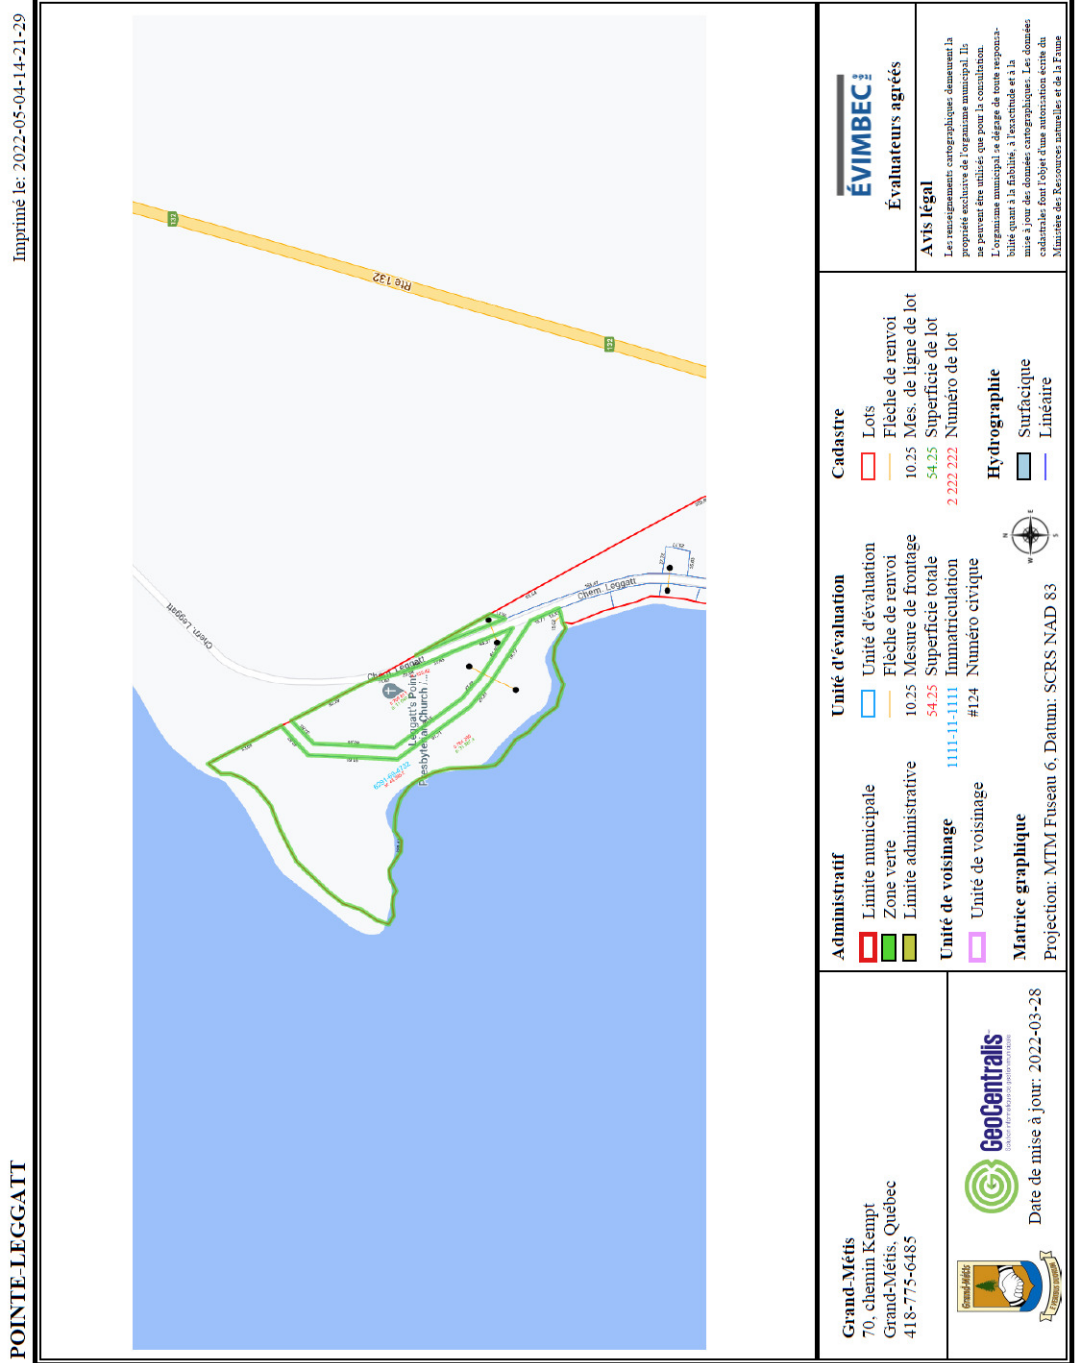 POINTE-LEGGATT
Imprimé le: 2022-05-04-14-21-29
132
Rte 132
132
Chem. Leggatt
Chem. Leggatt
Chem. Leggatt
Leggatt's Point
Presbyterian Church /...
Grand-Métis
70, chemin Kempt
Grand-Métis, Québec
418-775-6485
Grand-Métis
GeoCentralis
Date de mise à jour: 2022-03-28
Administratif
Limite municipale
Zone verte
Limite administrative
Unité de voisinage
Unité de voisinage
Matrice graphique
Projection: MTM Fuseau 6, Datum: SCRS NAD 83
Unité d'évaluation
Unité d'évaluation
Flèche de renvoi
10.25 Mesure de frontage
54.25 Superficie totale
1111-11-1111 Immatriculation
#124 Numéro civique
N
E
S
W
Cadastre
Lots
Flèche de renvoi
10.25 Mes. de ligne de lot
54.25 Superficie de lot
2 222 222 Numéro de lot
Hydrographie
Surfacique
Linéaire
ÉVIMBEC
Évaluateurs agréés
Avis légal
Les renseignements cartographiques demeurent la
propriété exclusive de l'organisme municipal. Ils
ne peuvent être utilisés que pour la consultation.
L'organisme municipal se dégage de toute responsa-
bilité quant à la fiabilité, à l'exactitude et à la
mise à jour des données cartographiques. Les données
cadastrales font l'objet d'une autorisation écrite du
Ministère des Ressources naturelles et de la Faune